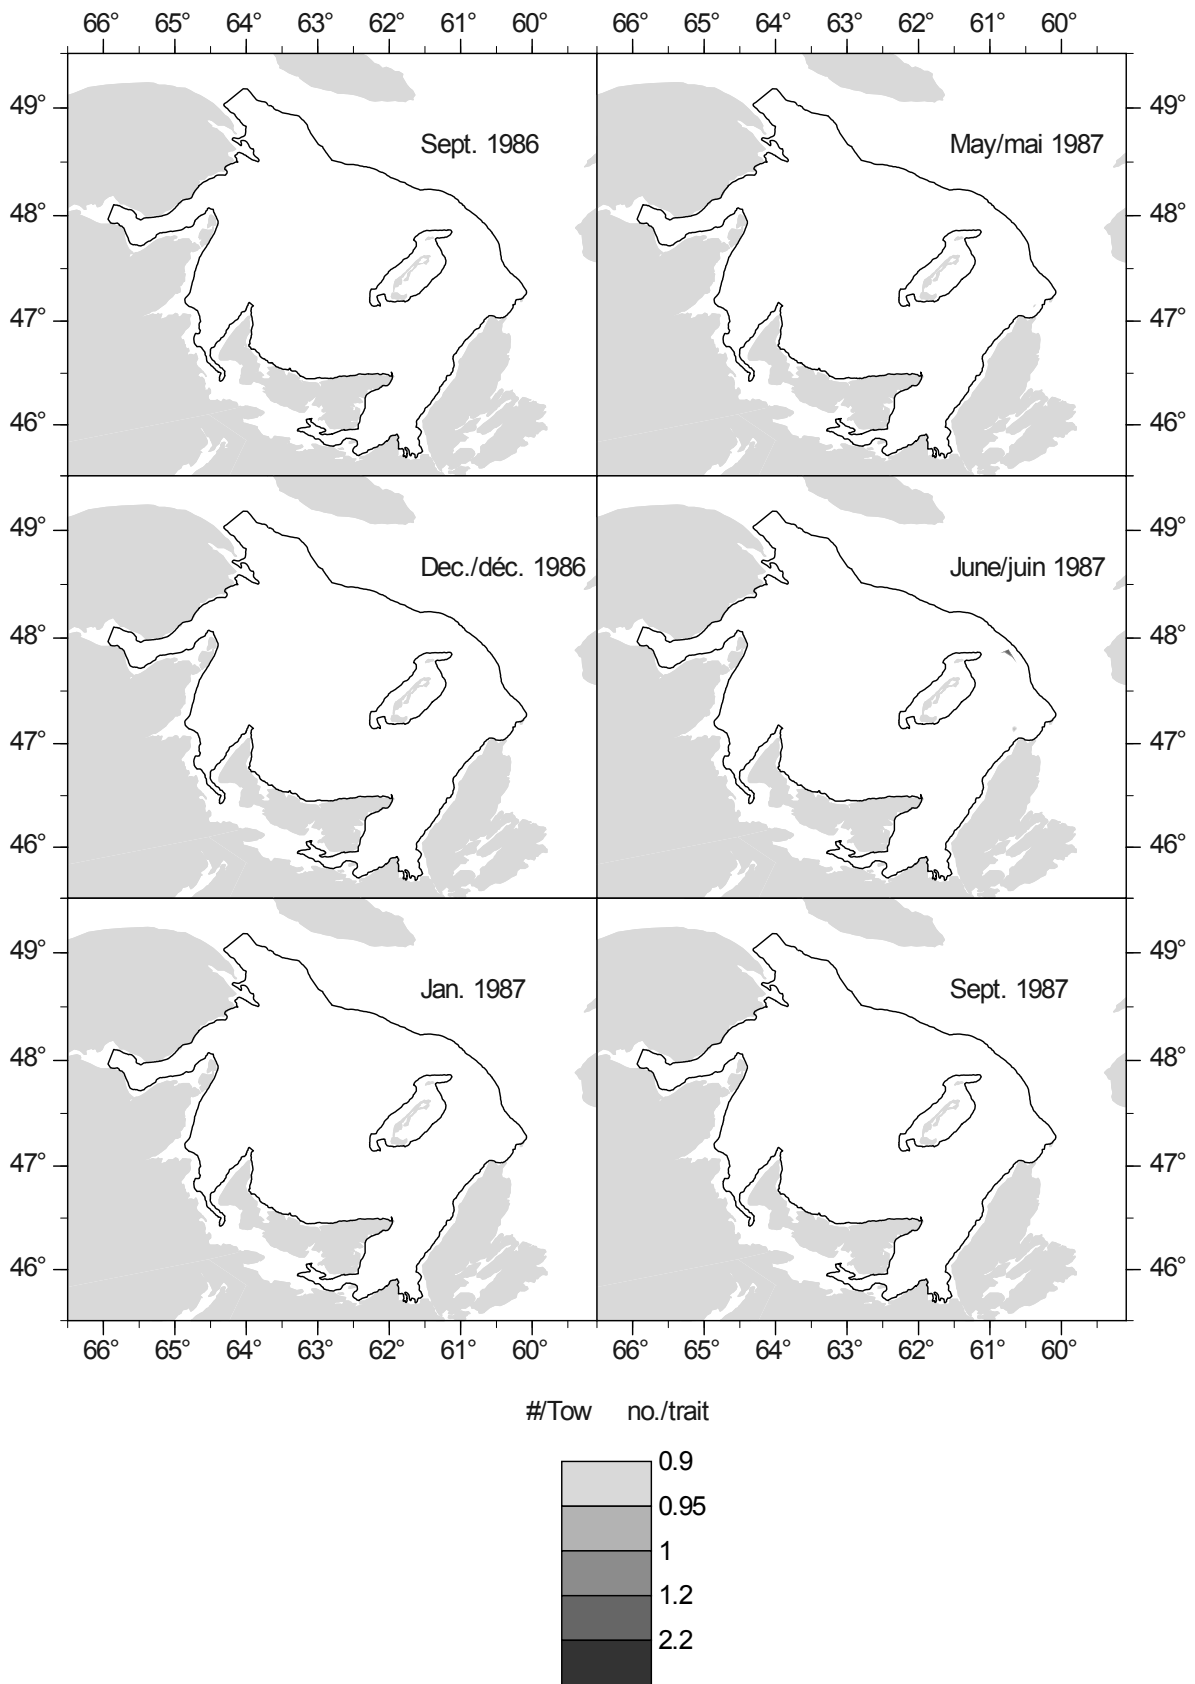 66° 65° 64° 63° 62° 61° 60° 66° 65° 64° 63° 62° 61° 60°
49° 49°
Sept. 1986 May/mai 1987
48° 48°
47° 47°
46° 46°
49° 49°
Dec./déc. 1986 June/juin 1987
48° 48°
47° 47°
46° 46°
49° 49°
Jan. 1987 Sept. 1987
48° 48°
47° 47°
46° 46°
66° 65° 64° 63° 62° 61° 60° 66° 65° 64° 63° 62° 61° 60°
#/Tow no./trait
0.9
0.95
1
1.2
2.2